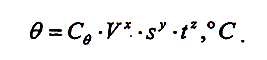 θ = C_θ · V^x · s^y · t^z, °C.